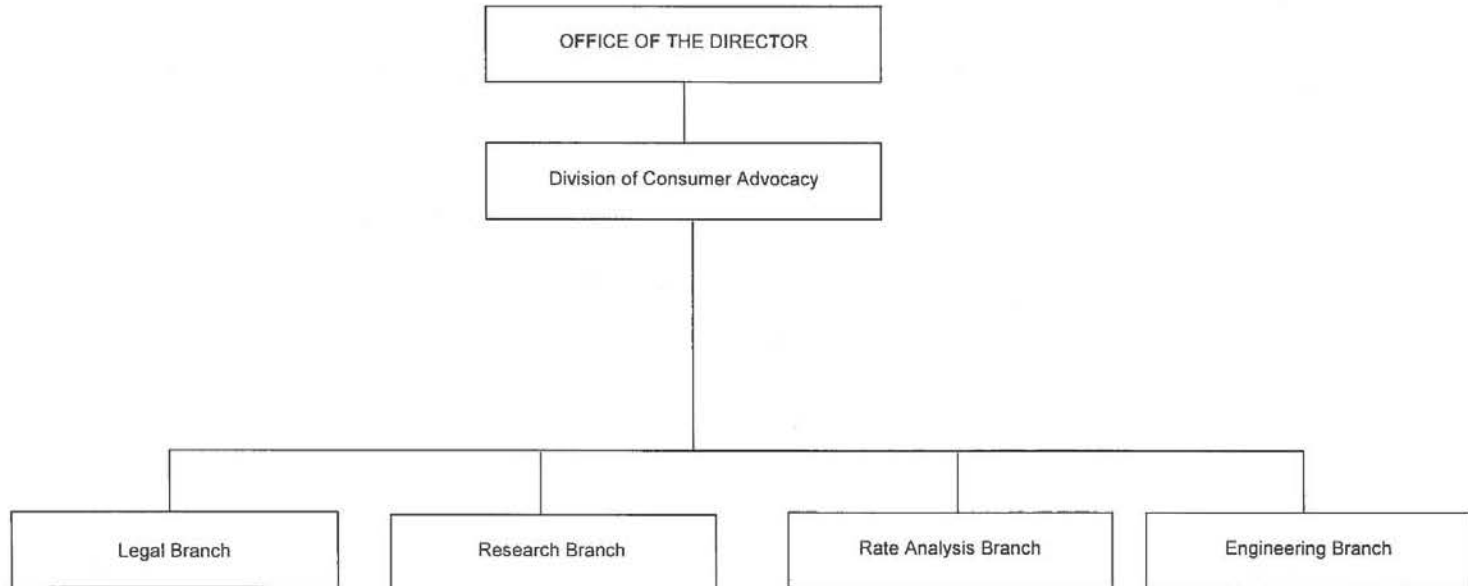 OFFICE OF THE DIRECTOR
Division of Consumer Advocacy
Legal Branch
Research Branch
Rate Analysis Branch
Engineering Branch